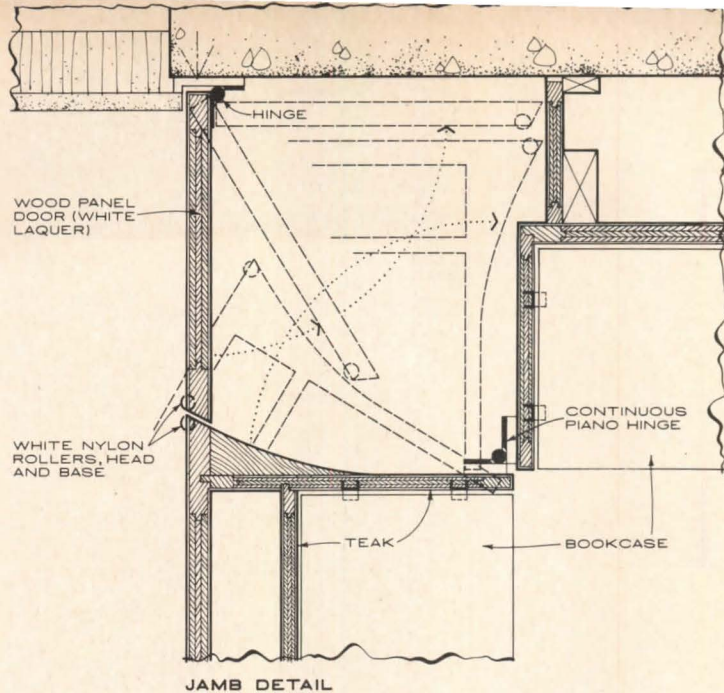 HINGE
WOOD PANEL
DOOR (WHITE
LAQUER)
WHITE NYLON
ROLLERS, HEAD
AND BASE
CONTINUOUS
PIANO HINGE
TEAK
BOOKCASE
JAMB DETAIL